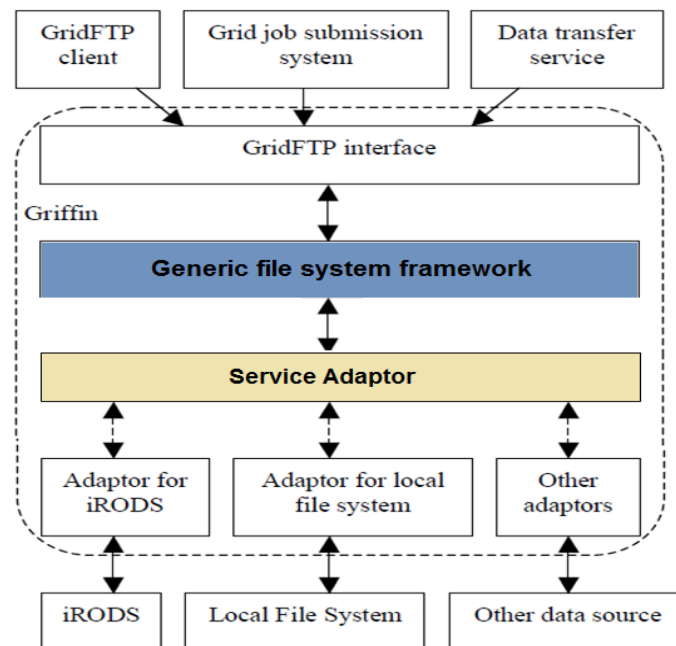 GridFTP
client
Grid job submission
system
Data transfer
service
GridFTP interface
Griffin
Generic file system framework
Service Adaptor
Adaptor for
iRODS
Adaptor for local
file system
Other
adaptors
iRODS
Local File System
Other data source